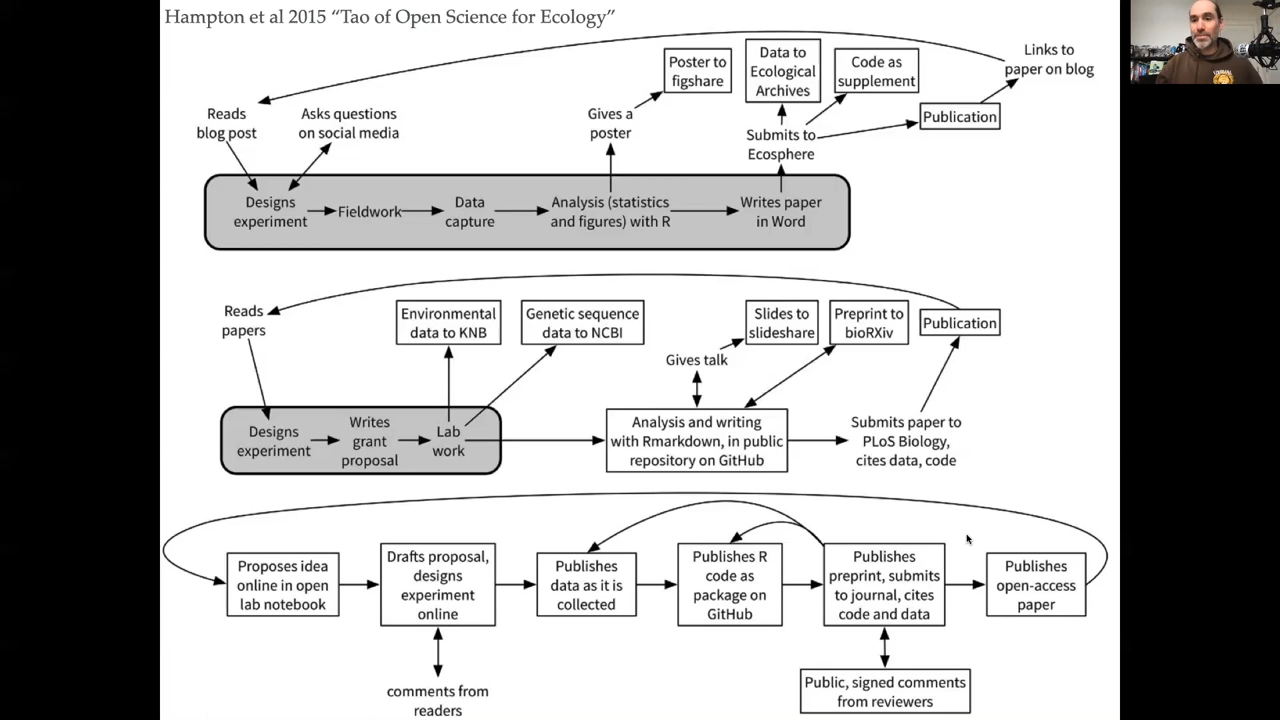 Hampton et al 2015 “Tao of Open Science for Ecology”
Links to
paper on blog
Data to
Ecological
Archives
Poster to
figshare
Code as
supplement
Reads
blog post
Asks questions
on social media
Gives a
poster
Publication
Submits to
Ecosphere
Designs
experiment
Fieldwork
Data
capture
Analysis (statistics
and figures) with R
Writes paper
in Word
Reads
papers
Environmental
data to KNB
Genetic sequence
data to NCBI
Slides to
slideshare
Preprint to
bioRXiv
Publication
Gives talk
Designs
experiment
Writes
grant
proposal
Lab
work
Analysis and writing
with Rmarkdown, in public
repository on GitHub
Submits paper to
PLoS Biology,
cites data, code
Proposes idea
online in open
lab notebook
Drafts proposal,
designs
experiment
online
Publishes
data as it is
collected
Publishes R
code as
package on
GitHub
Publishes
preprint, submits
to journal, cites
code and data
Publishes
open-access
paper
comments from
readers
Public, signed comments
from reviewers